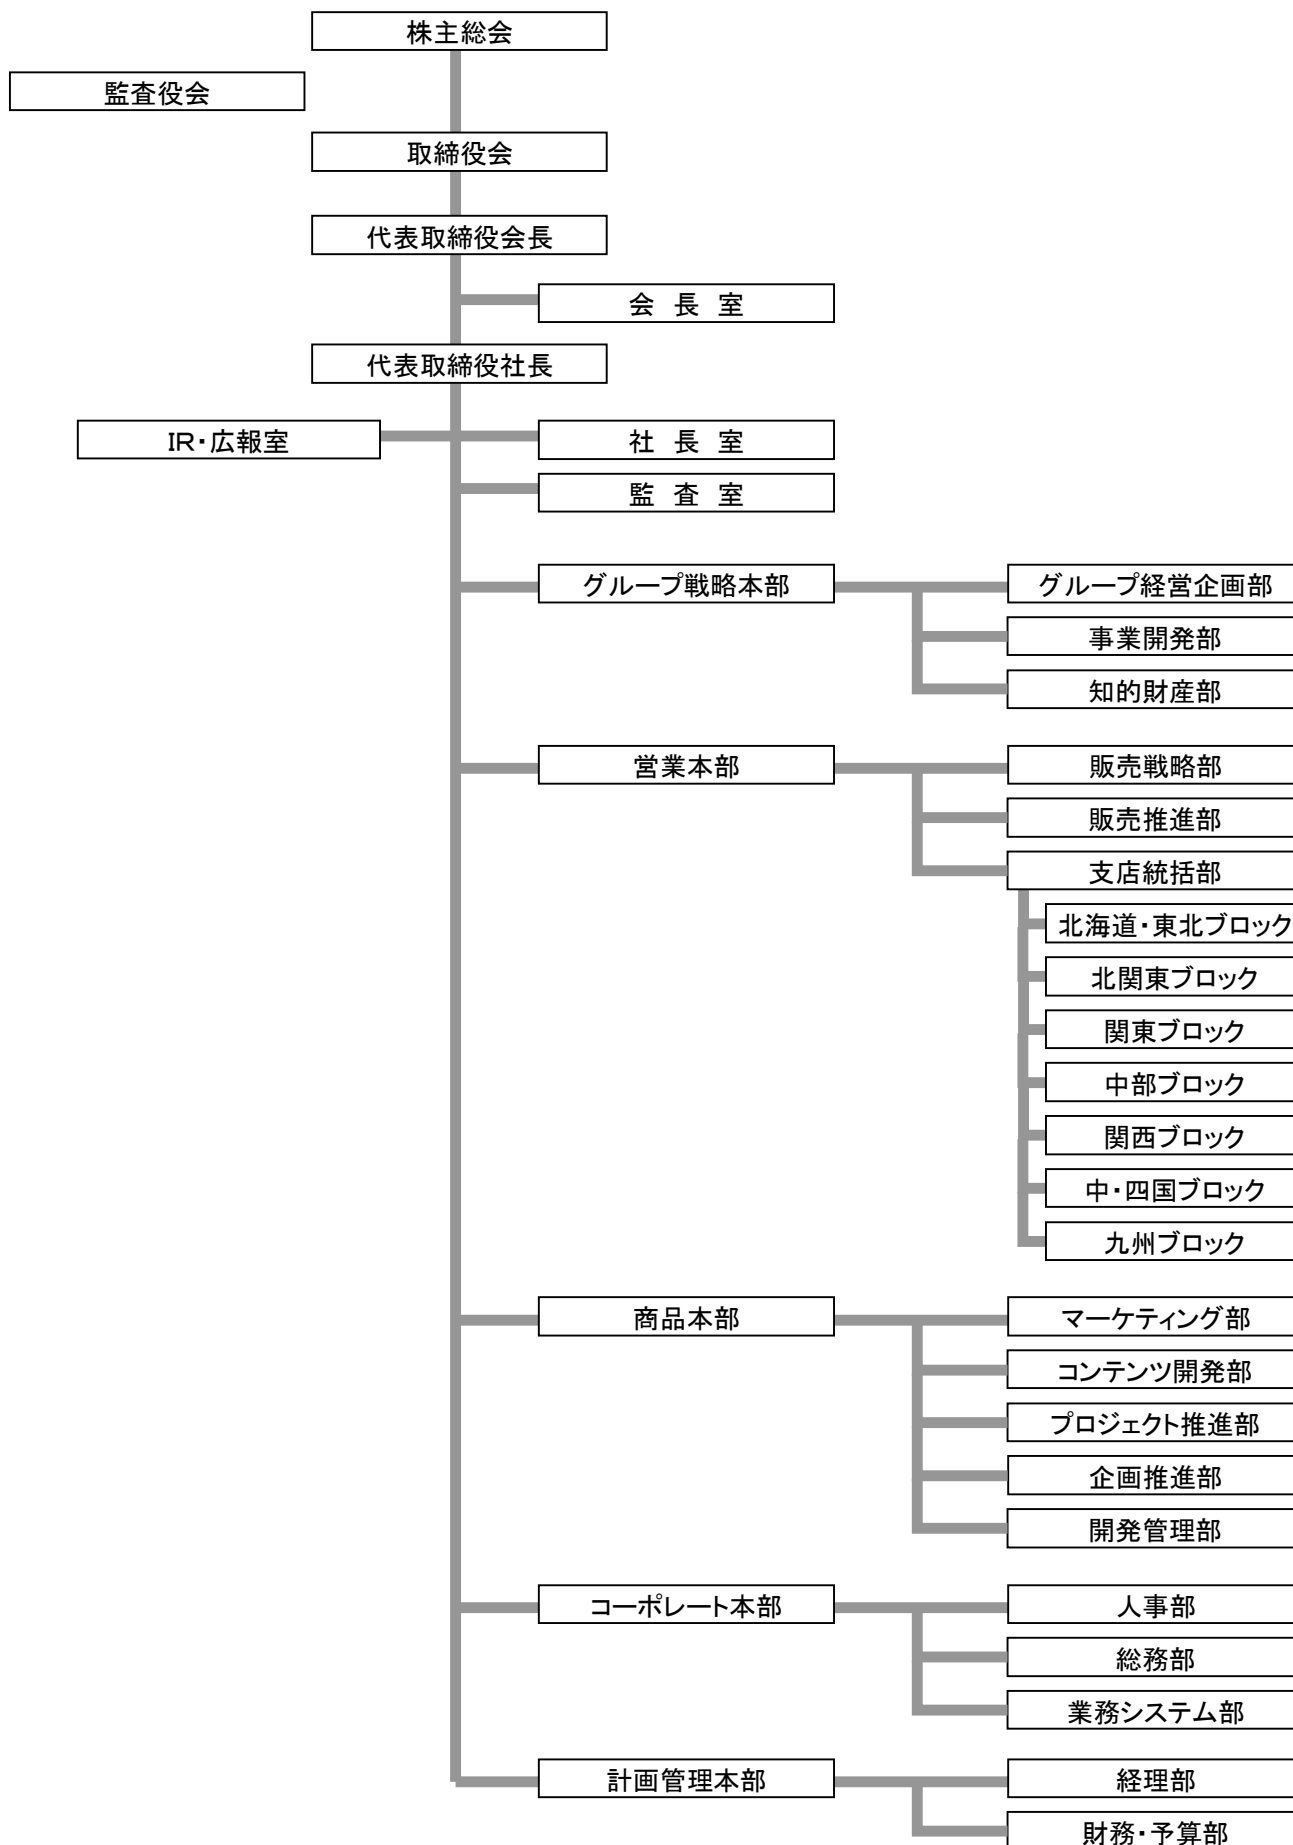 株主総会
監査役会
取締役会
代表取締役会長
会　長　室
代表取締役社長
IR・広報室
社　長　室
監　査　室
グループ戦略本部
グループ経営企画部
事業開発部
知的財産部
営業本部
販売戦略部
販売推進部
支店統括部
北海道・東北ブロック
北関東ブロック
関東ブロック
中部ブロック
関西ブロック
中・四国ブロック
九州ブロック
商品本部
マーケティング部
コンテンツ開発部
プロジェクト推進部
企画推進部
開発管理部
コーポレート本部
人事部
総務部
業務システム部
計画管理本部
経理部
財務・予算部